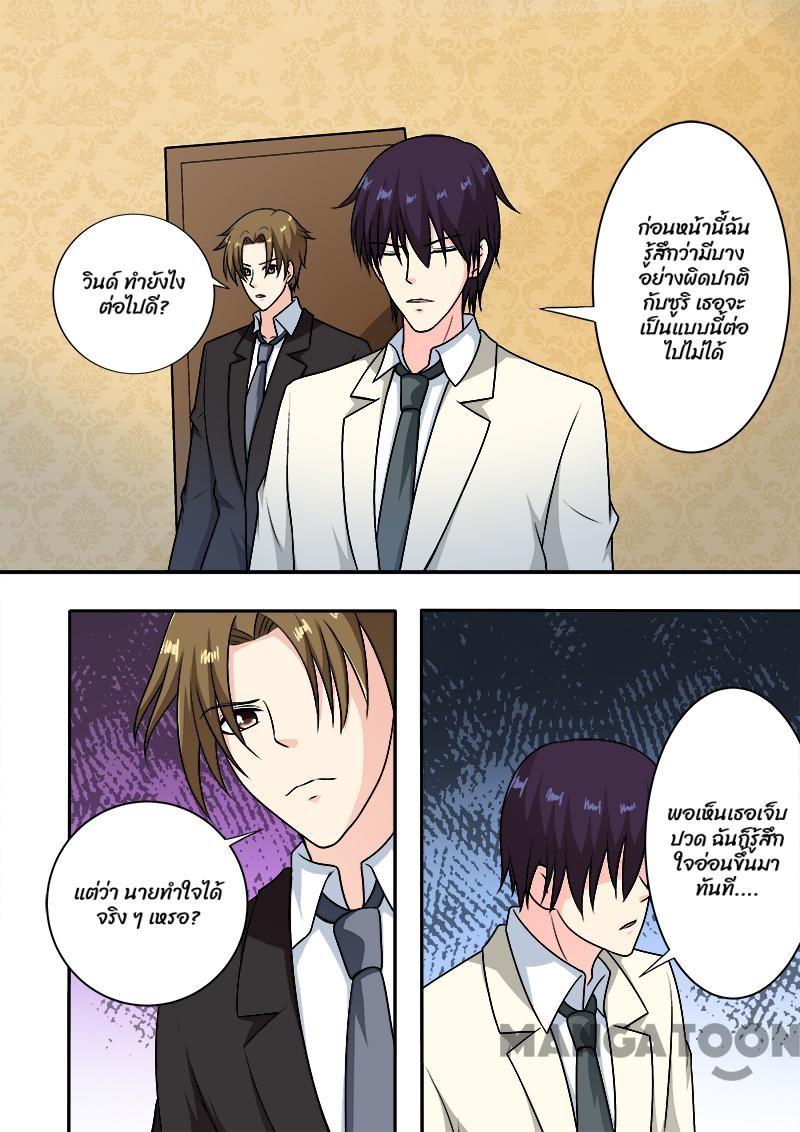 วินด์ ทำยังไง
ต่อไปดี?
ก่อนหน้านี้ฉัน
รู้สึกว่ามีบาง
อย่างผิดปกติ
กับซูริ เธอจะ
เป็นแบบนี้ต่อ
ไปไม่ได้
แต่ว่า นายทำใจได้
จริง ๆ เหรอ?
พอเห็นเธอเจ็บ
ปวด ฉันก็รู้สึก
ใจอ่อนขึ้นมา
ทันที....
MANGATOON